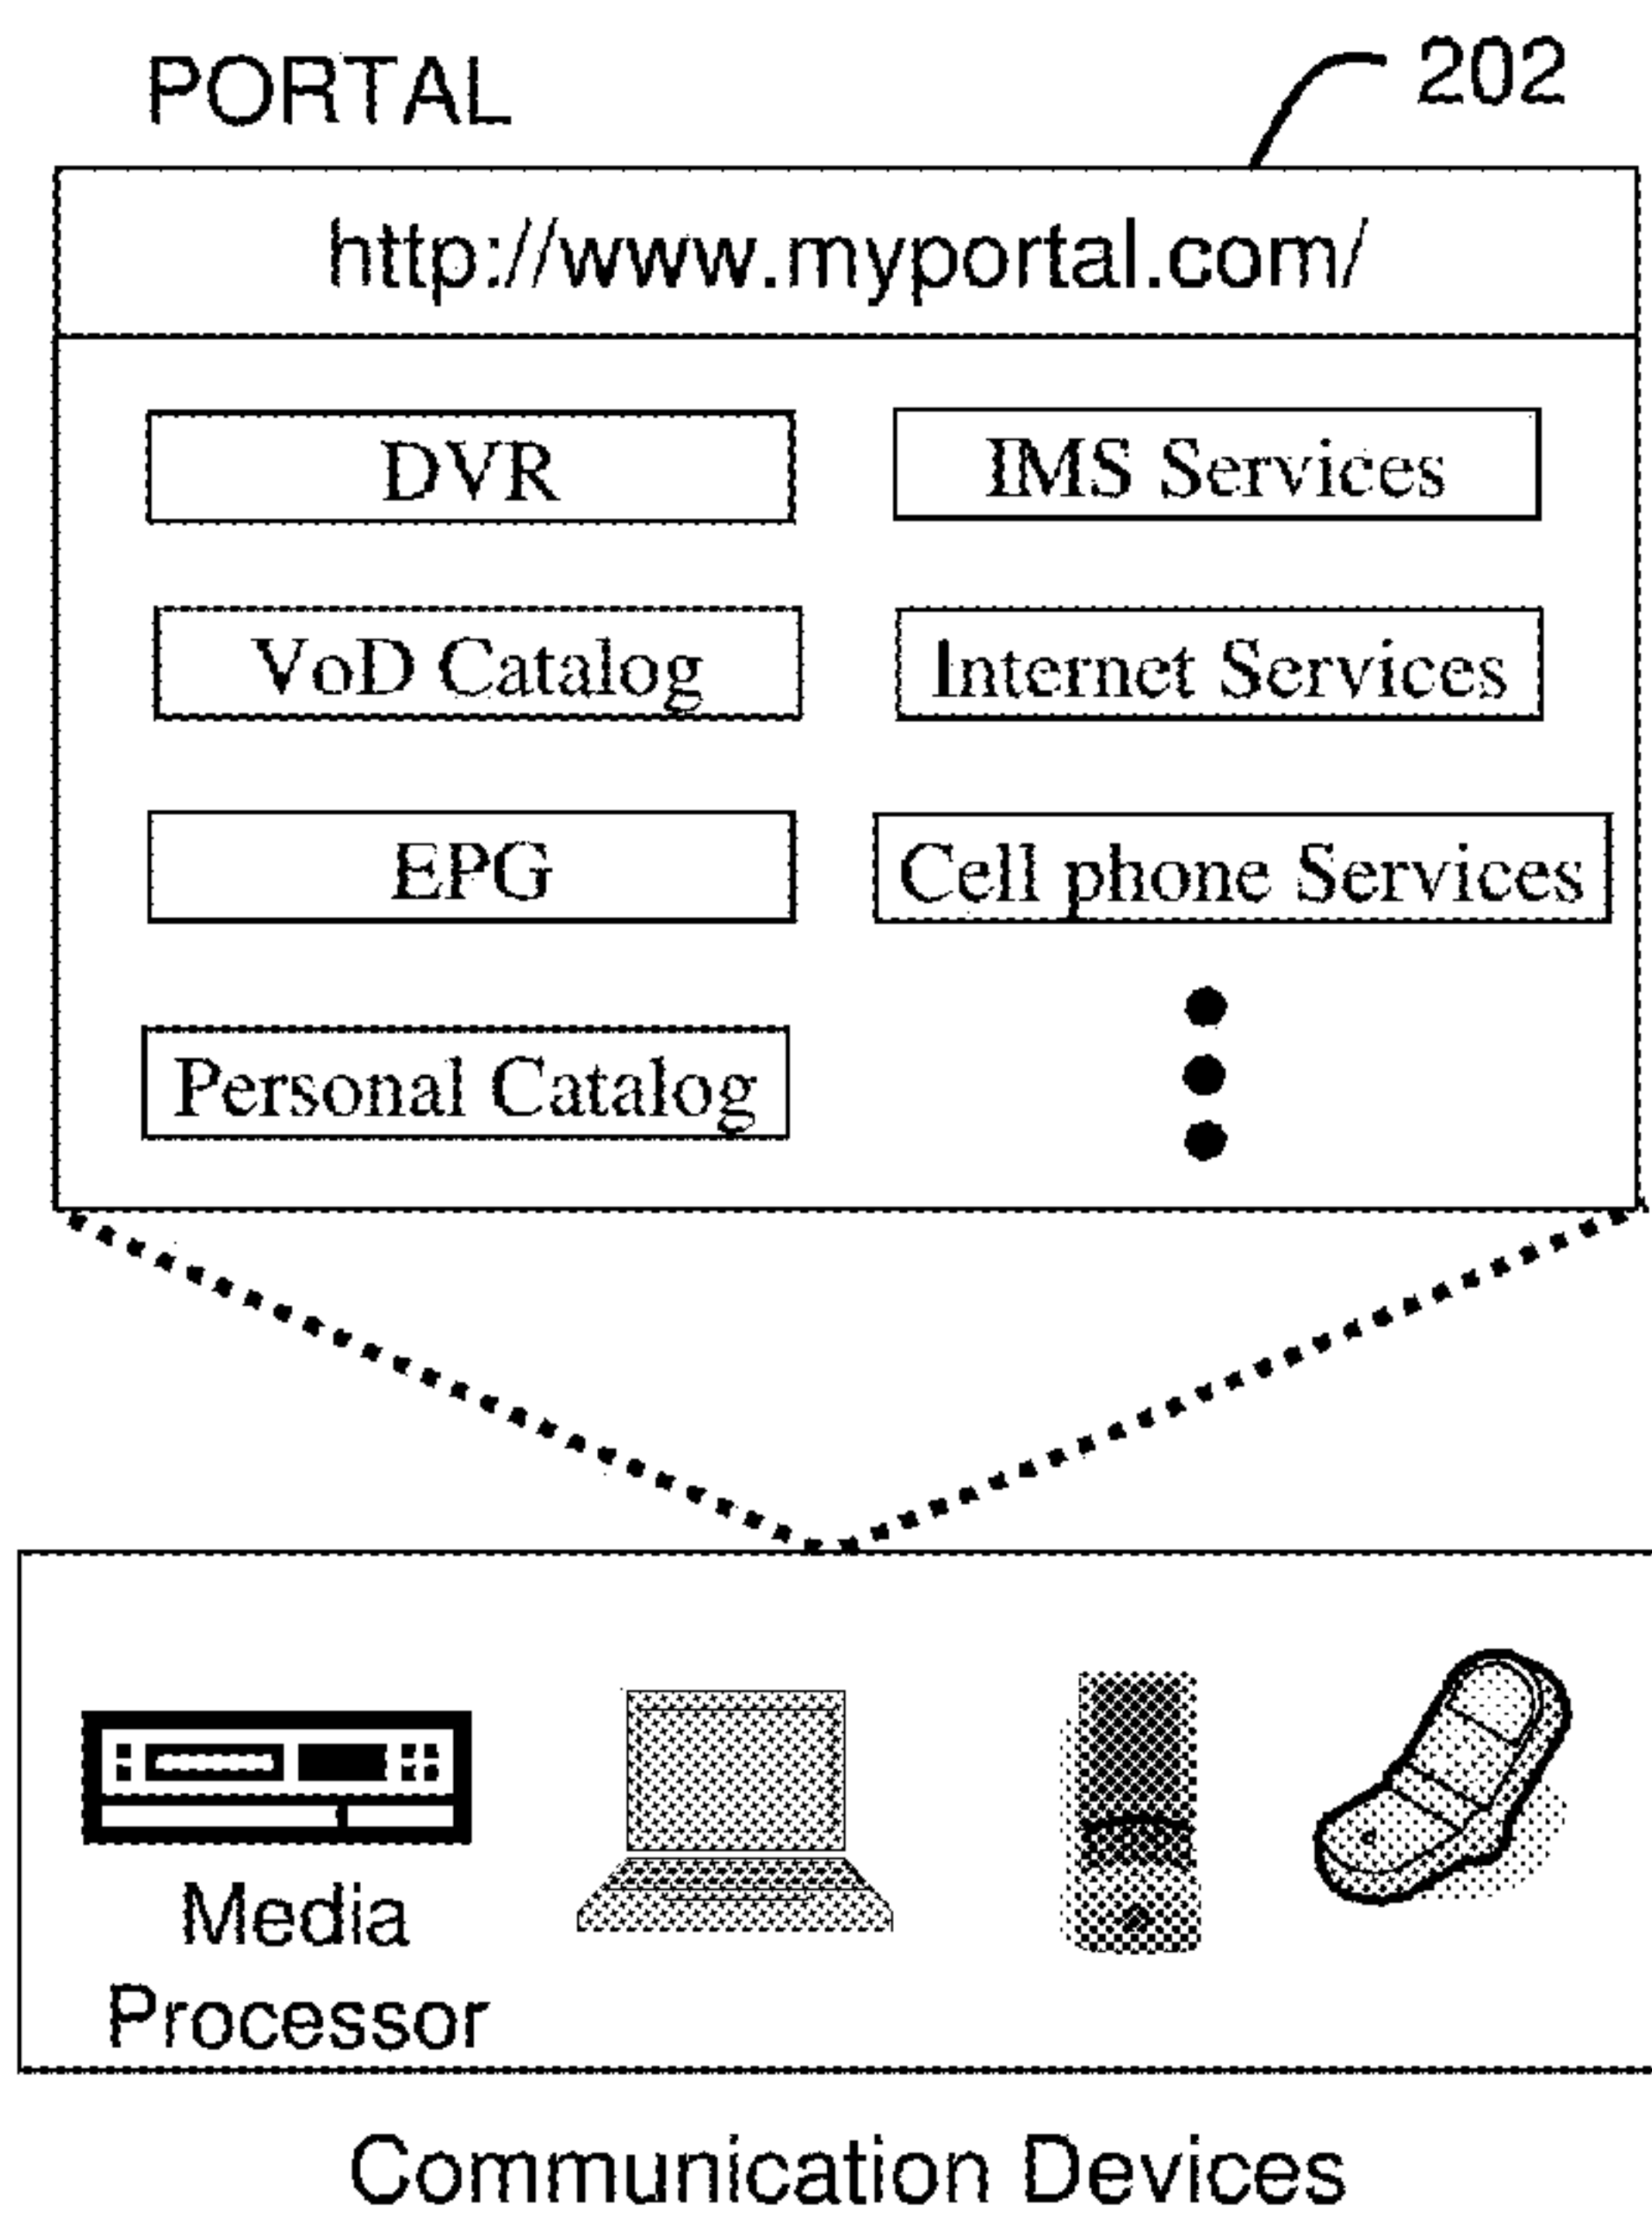 PORTAL
202
http://www.myportal.com/
DVR
IMS Services
VoD Catalog
Internet Services
EPG
Cell phone Services
Personal Catalog
Media
Processor
Communication Devices